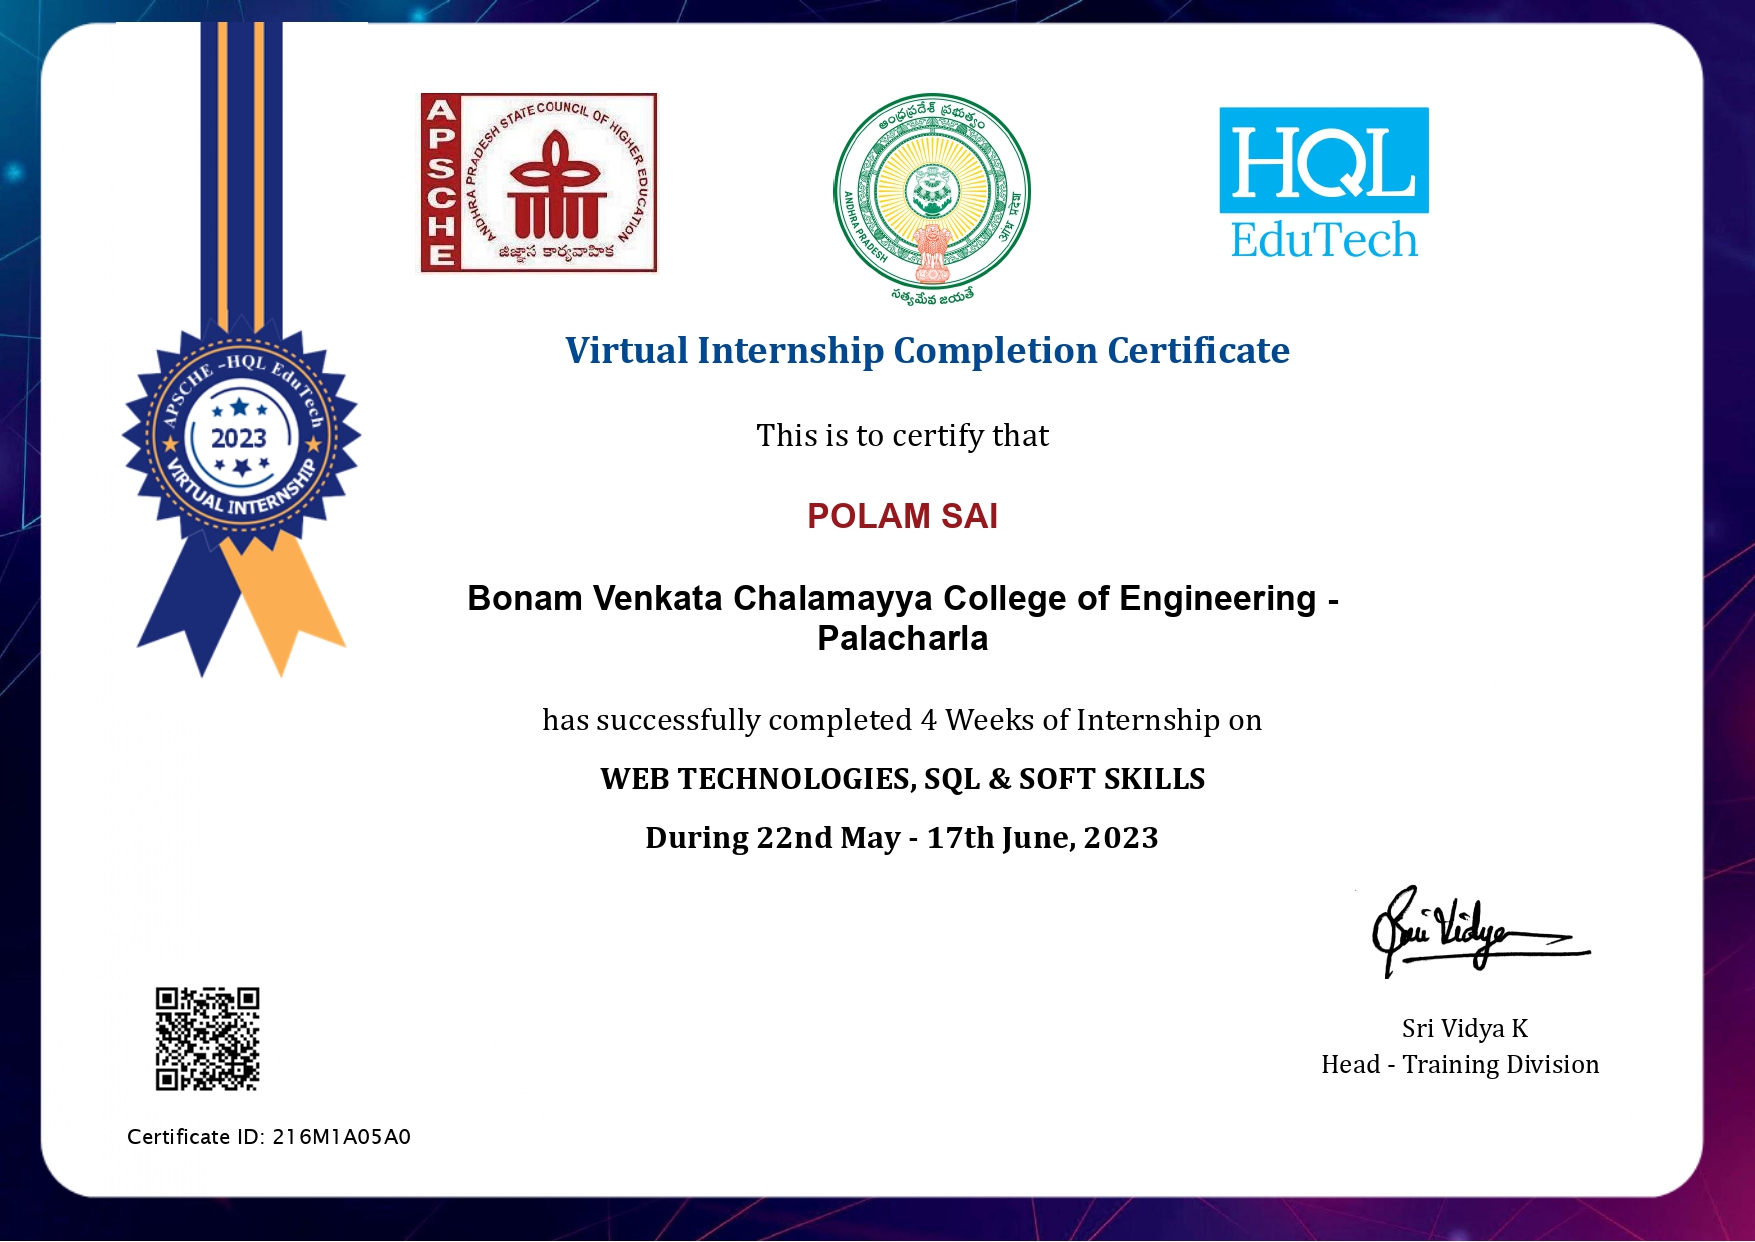 APSCHE
ANDHRA PRADESH STATE COUNCIL OF HIGHER EDUCATION
జిజ్ఞాస కార్యవాహిక
ఆంధ్రప్రదేశ్ ప్రభుత్వం
ANDHRA PRADESH
आंध्र प्रदेश
సత్యమేవ జయతే
HQL
EduTech
APSCHE -HQL EduTech
2023
VIRTUAL INTERNSHIP
Virtual Internship Completion Certificate
This is to certify that
POLAM SAI
Bonam Venkata Chalamayya College of Engineering -
Palacharla
has successfully completed 4 Weeks of Internship on
WEB TECHNOLOGIES, SQL & SOFT SKILLS
During 22nd May - 17th June, 2023
Sri Vidya
Sri Vidya K
Head - Training Division
Certificate ID: 216M1A05A0